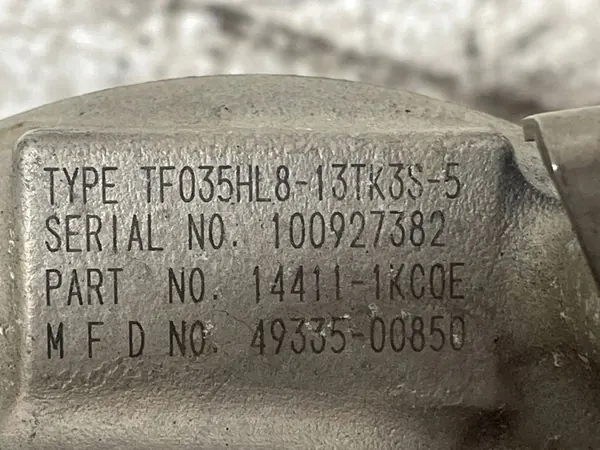 TYPE TF035HL8-13TK3S-5
SERIAL NO. 100927382
PART NO. 14411-1KC0E
M F D NO. 49335-00850